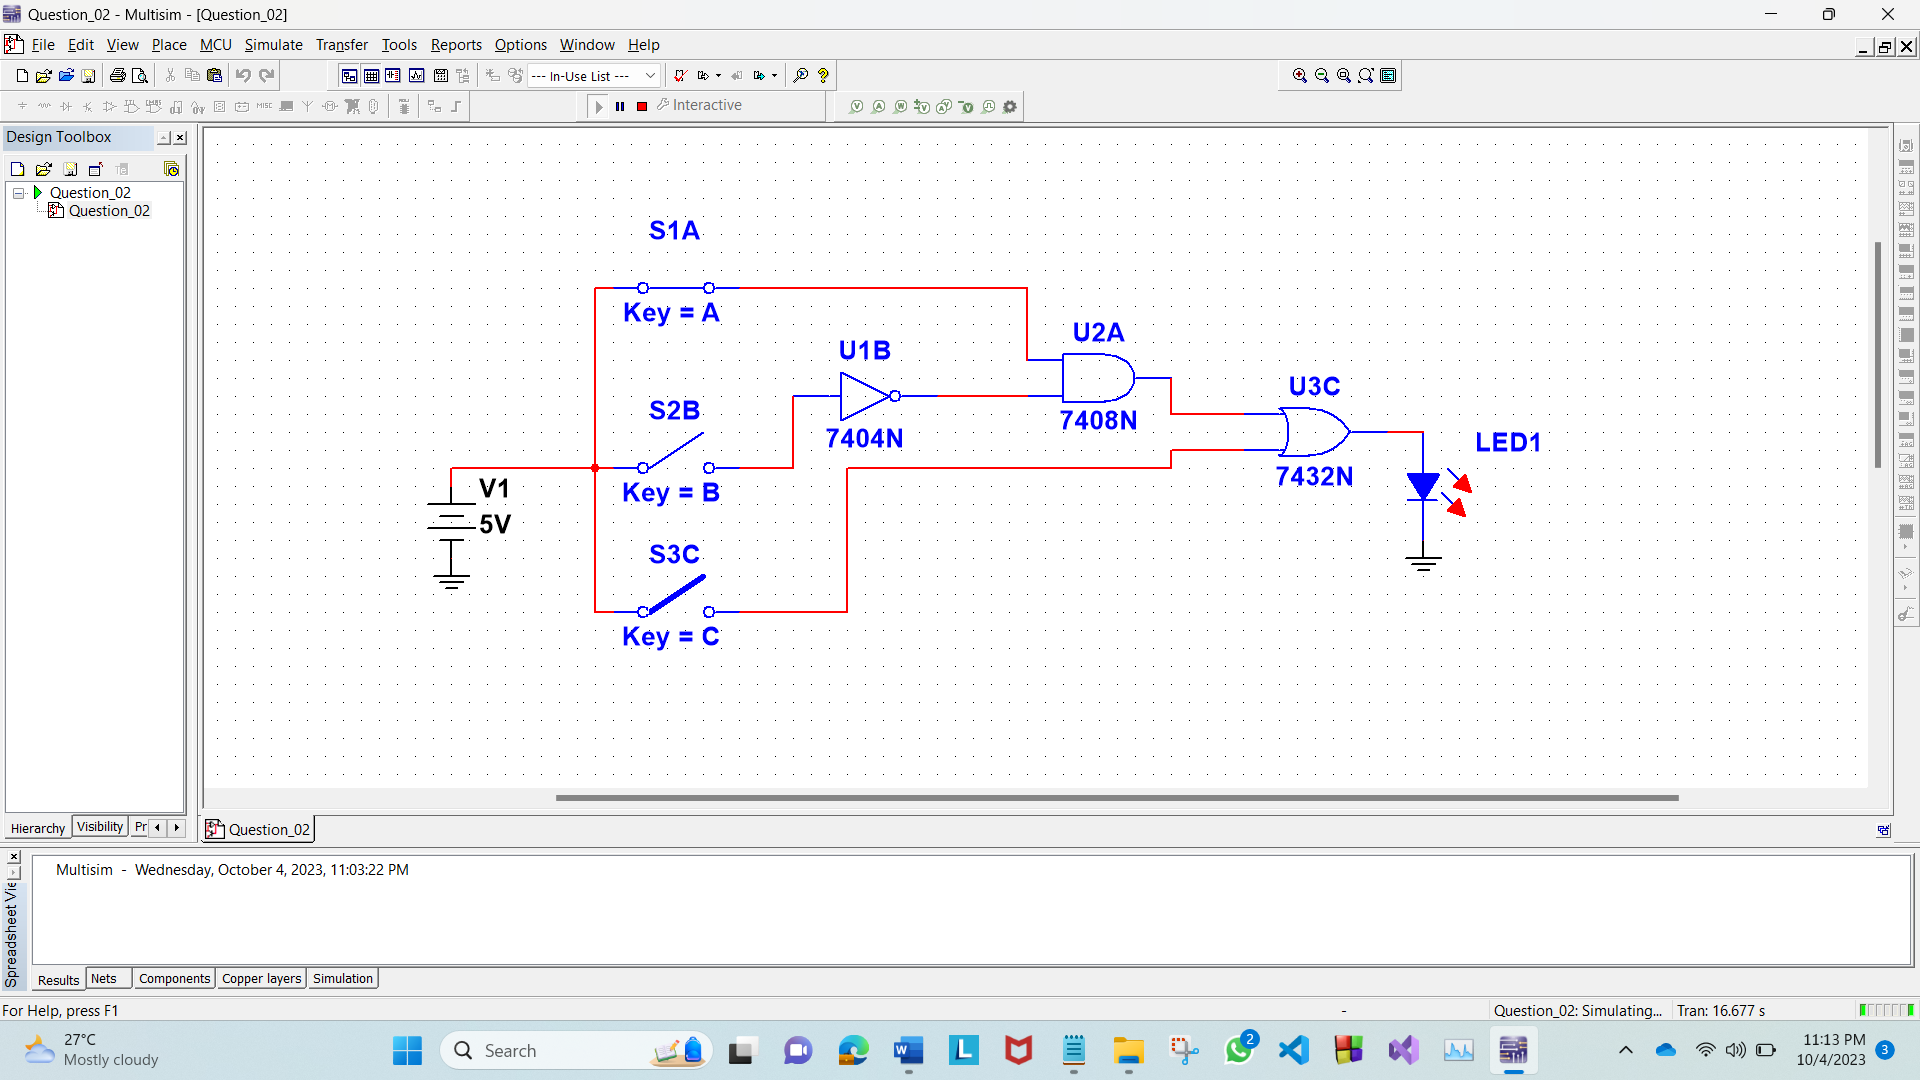 Question_02 - Multisim - [Question_02]
File Edit View Place MCU Simulate Transfer Tools Reports Options Window Help
--- In-Use List ---
Interactive
Design Toolbox
Question_02
Question_02
S1A
Key = A
U1B
7404N
S2B
Key = B
U2A
7408N
U3C
7432N
LED1
V1
5V
S3C
Key = C
Hierarchy Visibility Pr
Question_02
Multisim - Wednesday, October 4, 2023, 11:03:22 PM
Spreadsheet Vie
Results Nets Components Copper layers Simulation
For Help, press F1
-
Question_02: Simulating... Tran: 16.677 s
27°C
Mostly cloudy
Search
2
11:13 PM
10/4/2023
3